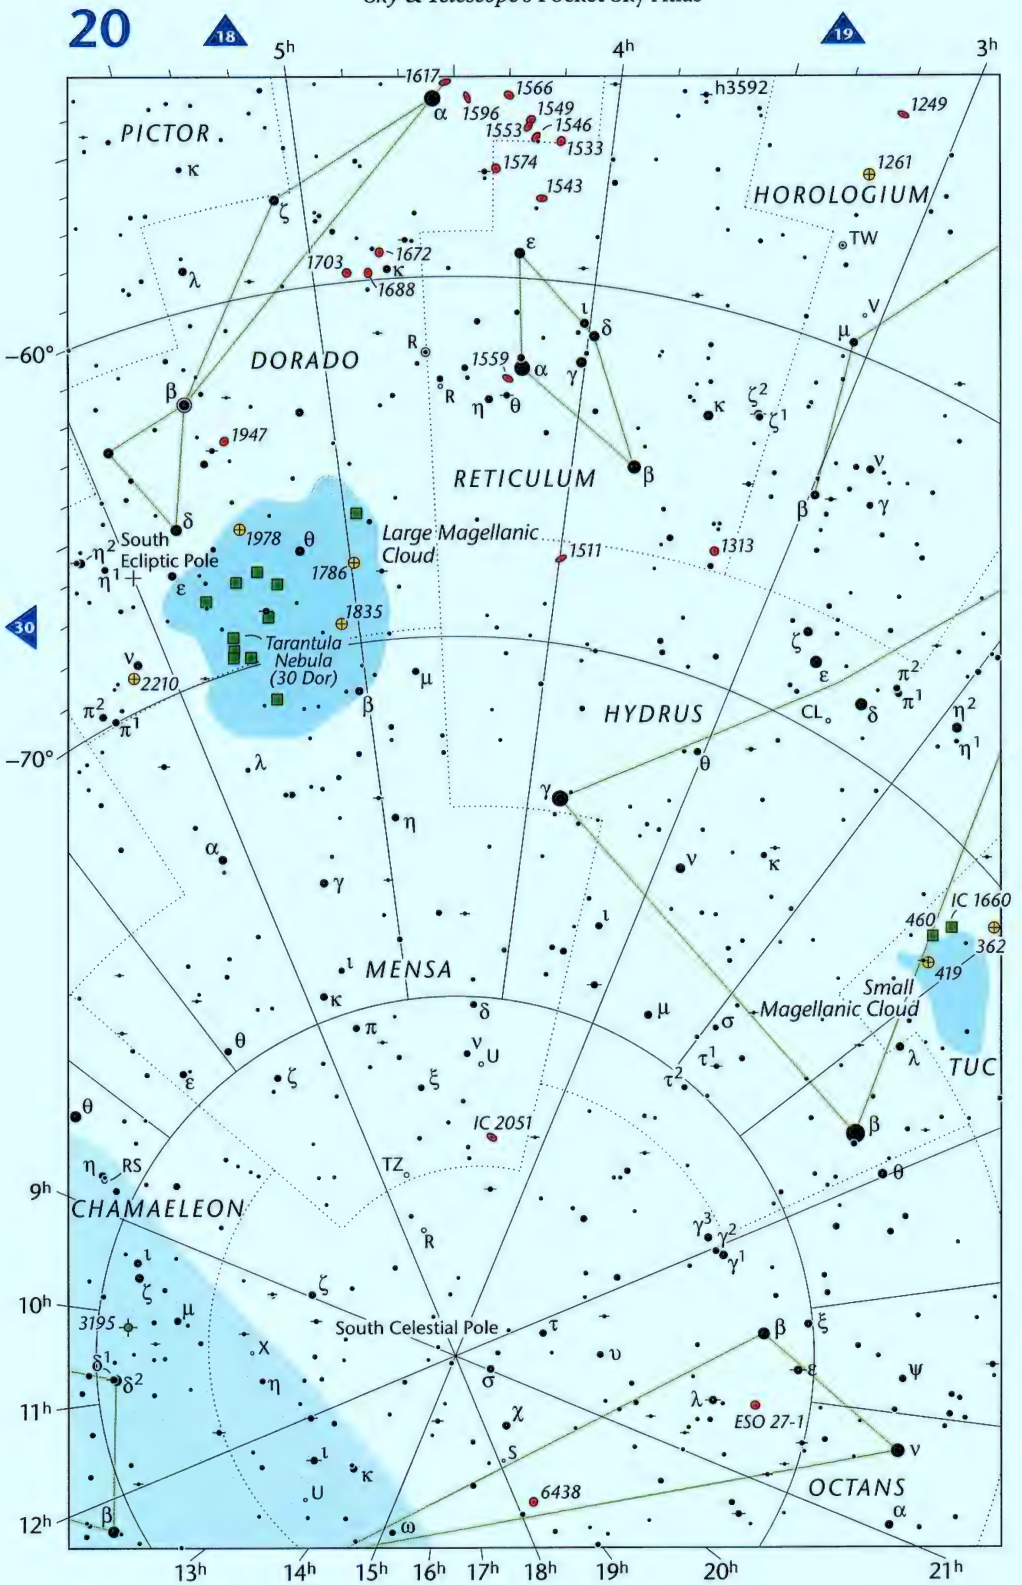 Sky & Telescope's Pocket Sky Atlas
20
18
19
5h
4h
3h
1617
α
1566
1596
1549
1553
1546
1533
h3592
1249
PICTOR
κ
1574
1543
1261
HOROLOGIUM
ζ
ε
TW
λ
1703
1672
κ
1688
ι
δ
V
μ
−60°
DORADO
R
1559
α
γ
R
β
η
θ
κ
ζ2
ζ1
1947
RETICULUM
β
ν
β
γ
δ
South
Ecliptic Pole
1978
θ
Large Magellanic
Cloud
η2
η1
ε
1786
1511
1313
30
1835
Tarantula
Nebula
(30 Dor)
ζ
ε
ν
2210
μ
π2
π1
π2
π1
β
HYDRUS
CL
δ
η2
η1
−70°
λ
θ
γ
η
α
γ
ν
κ
IC 1660
460
362
ι
419
MENSA
ι
Small
Magellanic Cloud
κ
δ
μ
σ
π
θ
ν
U
τ1
λ
ε
ζ
ξ
τ2
TUC
θ
IC 2051
β
η
RS
TZ
θ
9h
CHAMAELEON
R
γ3
γ2
γ1
ι
ζ
ζ
10h
3195
μ
South Celestial Pole
τ
β
ξ
X
υ
δ1
δ2
η
σ
ε
ψ
λ
11h
χ
ESO 27-1
ι
κ
S
ν
U
6438
OCTANS
β
ω
α
12h
13h
14h
15h
16h
17h
18h
19h
20h
21h